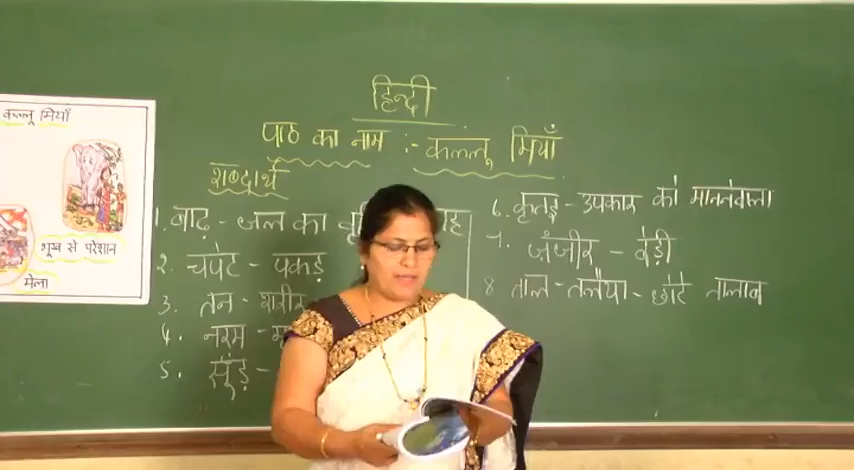 हिन्दी
पाठ का नाम :- कल्लू मियाँ
शब्दार्थ
1. बाढ़ - जल का
2. चपेट - पकड़
3. तन - शरीर
4. नरम -
5. सूंड़ -
6. कृतज्ञ - उपकार को माननेवाला
7. जंजीर - बेड़ी
8 ताल - तलैया - छोटे तालाब
कल्लू मियाँ
भूख से परेशान
मेला